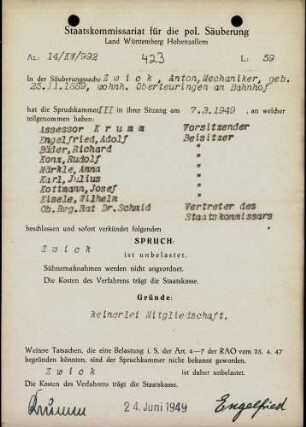 Staatskommissariat für die pol. Säuberung
Land Württemberg Hohenzollern
Az.: 14/KW/992 423 L: 59
In der Säuberungssache Zwick, Anton, Mechaniker, geb.
25.11.1889, wohnh. Oberteuringen am Bahnhof
hat die Spruchkammer III in ihrer Sitzung am 7.3.1949, an welcher
teilgenommen haben:
Assessor Krumm Vorsitzender
Engelfried, Adolf Beisitzer
Bäder, Richard "
Konz, Rudolf "
Märkle, Anna "
Karl, Julius "
Kottmann, Josef "
Eisele, Wilhelm "
Ob.Reg.Rat Dr.Schmid Vertreter des
Staatskommissars
beschlossen und sofort verkündet folgenden
SPRUCH:
Zwick
ist unbelastet.
Sühnemaßnahmen werden nicht angeordnet.
Die Kosten des Verfahrens trägt die Staatskasse.
Gründe:
keinerlei Mitgliedschaft.
Weitere Tatsachen, die eine Belastung i. S. der Art. 4—7 der RAO vom 25. 4. 47
begründen könnten, sind der Spruchkammer nicht bekannt geworden.
Zwick ist daher unbelastet.
Die Kosten des Verfahrens trägt die Staatskasse.
Krumm 24. Juni 1949 Engelfried